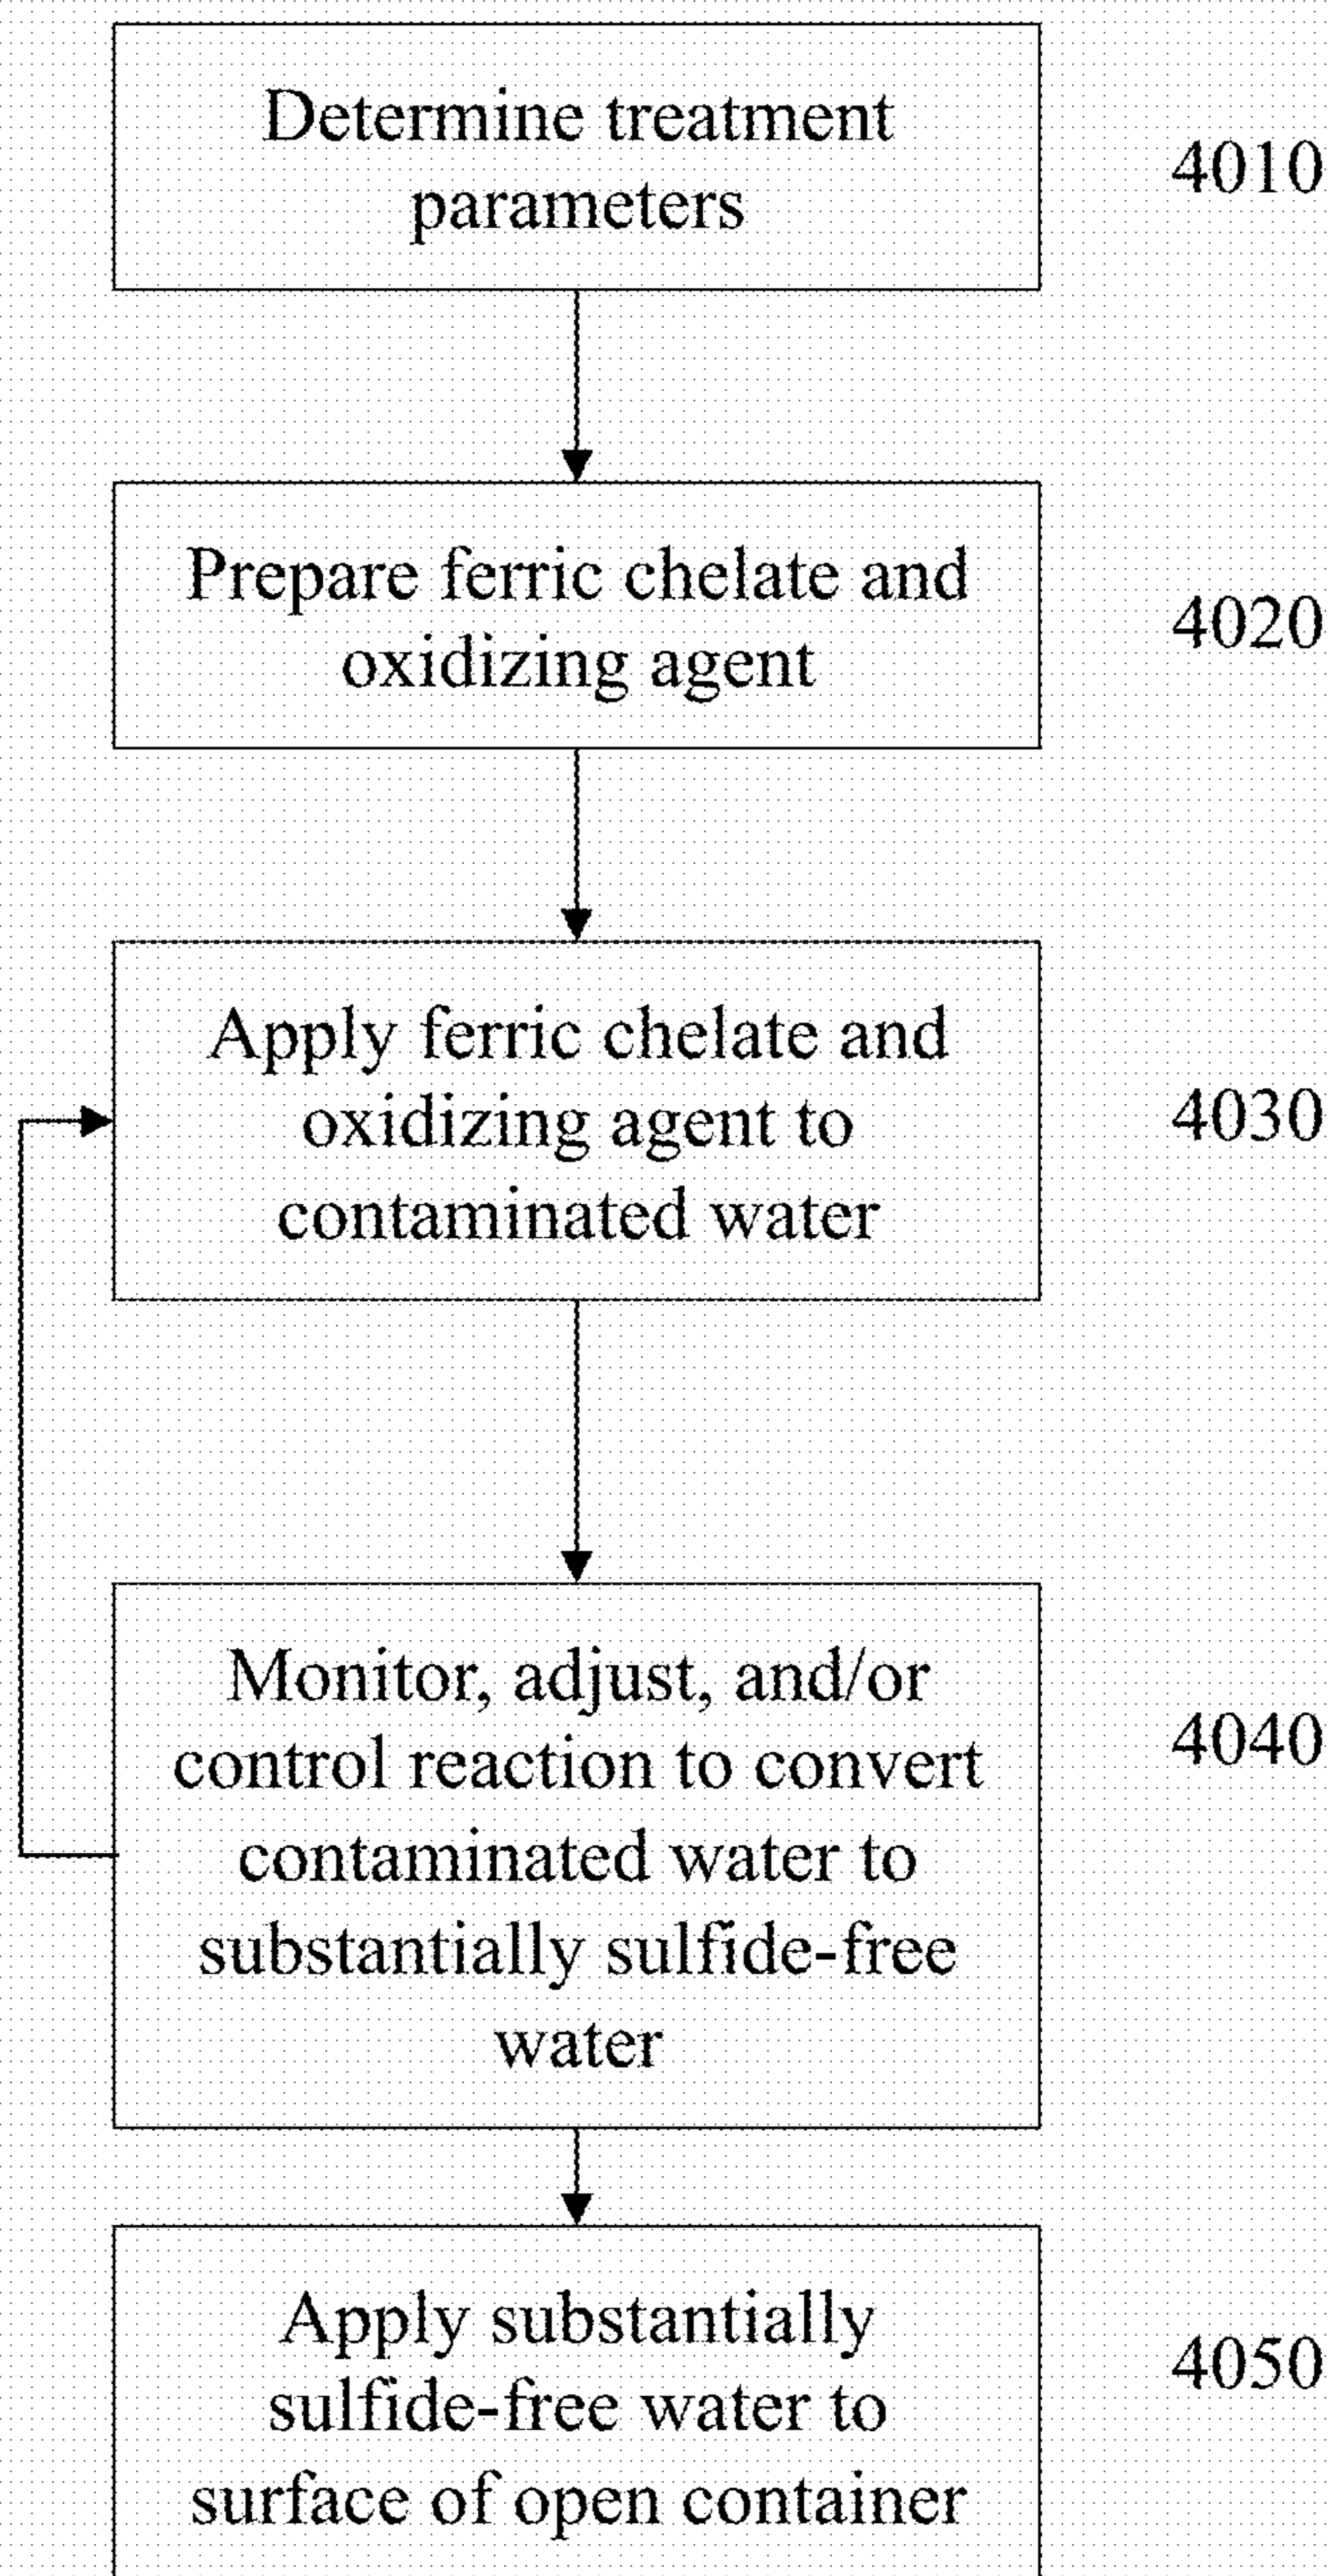 Determine treatment
parameters
4010
Prepare ferric chelate and
oxidizing agent
4020
Apply ferric chelate and
oxidizing agent to
contaminated water
4030
Monitor, adjust, and/or
control reaction to convert
contaminated water to
substantially sulfide-free
water
4040
Apply substantially
sulfide-free water to
surface of open container
4050